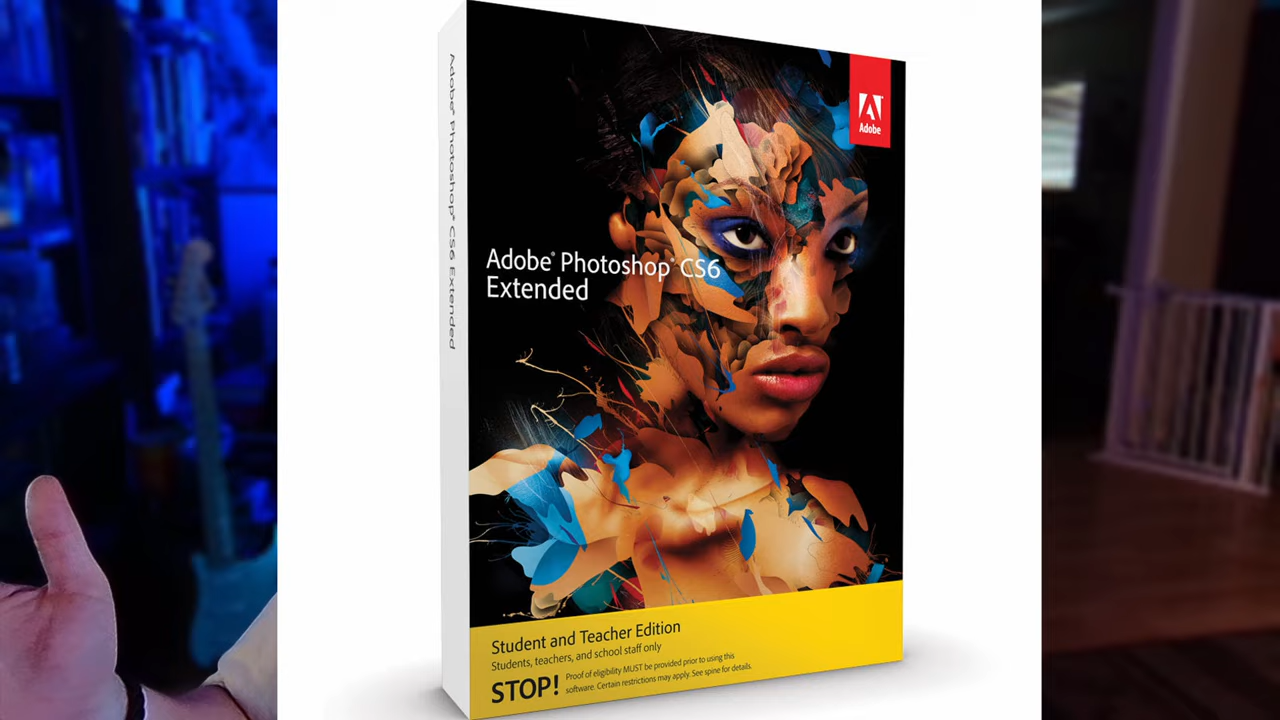 Adobe® Photoshop® CS6 Extended
Adobe
Adobe® Photoshop® CS6
Extended
Student and Teacher Edition
Students, teachers, and school staff only
STOP!
Proof of eligibility MUST be provided prior to using this
software. Certain restrictions may apply. See spine for details.